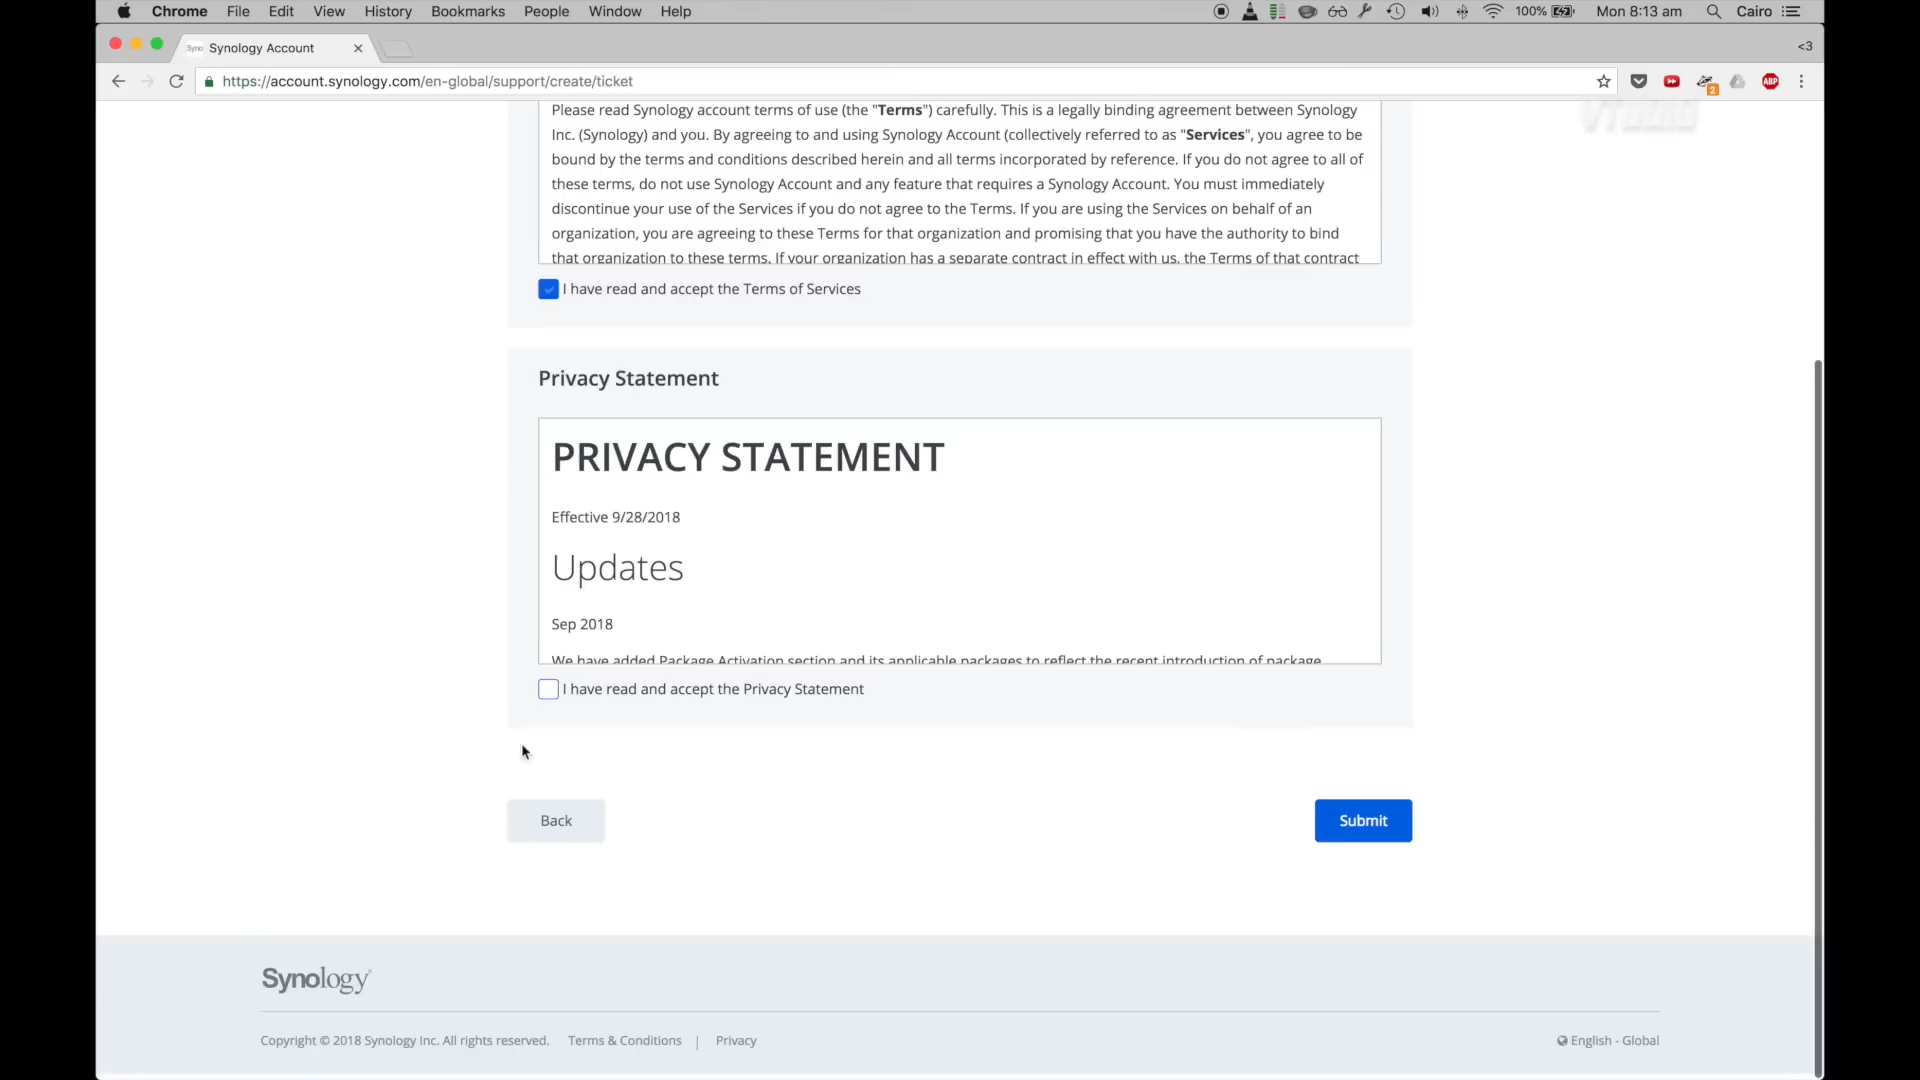 Chrome File Edit View History Bookmarks People Window Help 100% Mon 8:13 am Cairo
Syno Synology Account <3
https://account.synology.com/en-global/support/create/ticket 2 ABP
Please read Synology account terms of use (the "Terms") carefully. This is a legally binding agreement between Synology
Inc. (Synology) and you. By agreeing to and using Synology Account (collectively referred to as "Services", you agree to be
bound by the terms and conditions described herein and all terms incorporated by reference. If you do not agree to all of
these terms, do not use Synology Account and any feature that requires a Synology Account. You must immediately
discontinue your use of the Services if you do not agree to the Terms. If you are using the Services on behalf of an
organization, you are agreeing to these Terms for that organization and promising that you have the authority to bind
that organization to these terms. If your organization has a separate contract in effect with us, the Terms of that contract
I have read and accept the Terms of Services
Privacy Statement
PRIVACY STATEMENT
Effective 9/28/2018
Updates
Sep 2018
We have added Package Activation section and its applicable packages to reflect the recent introduction of package
I have read and accept the Privacy Statement
Back Submit
Synology
Copyright © 2018 Synology Inc. All rights reserved. Terms & Conditions | Privacy English - Global